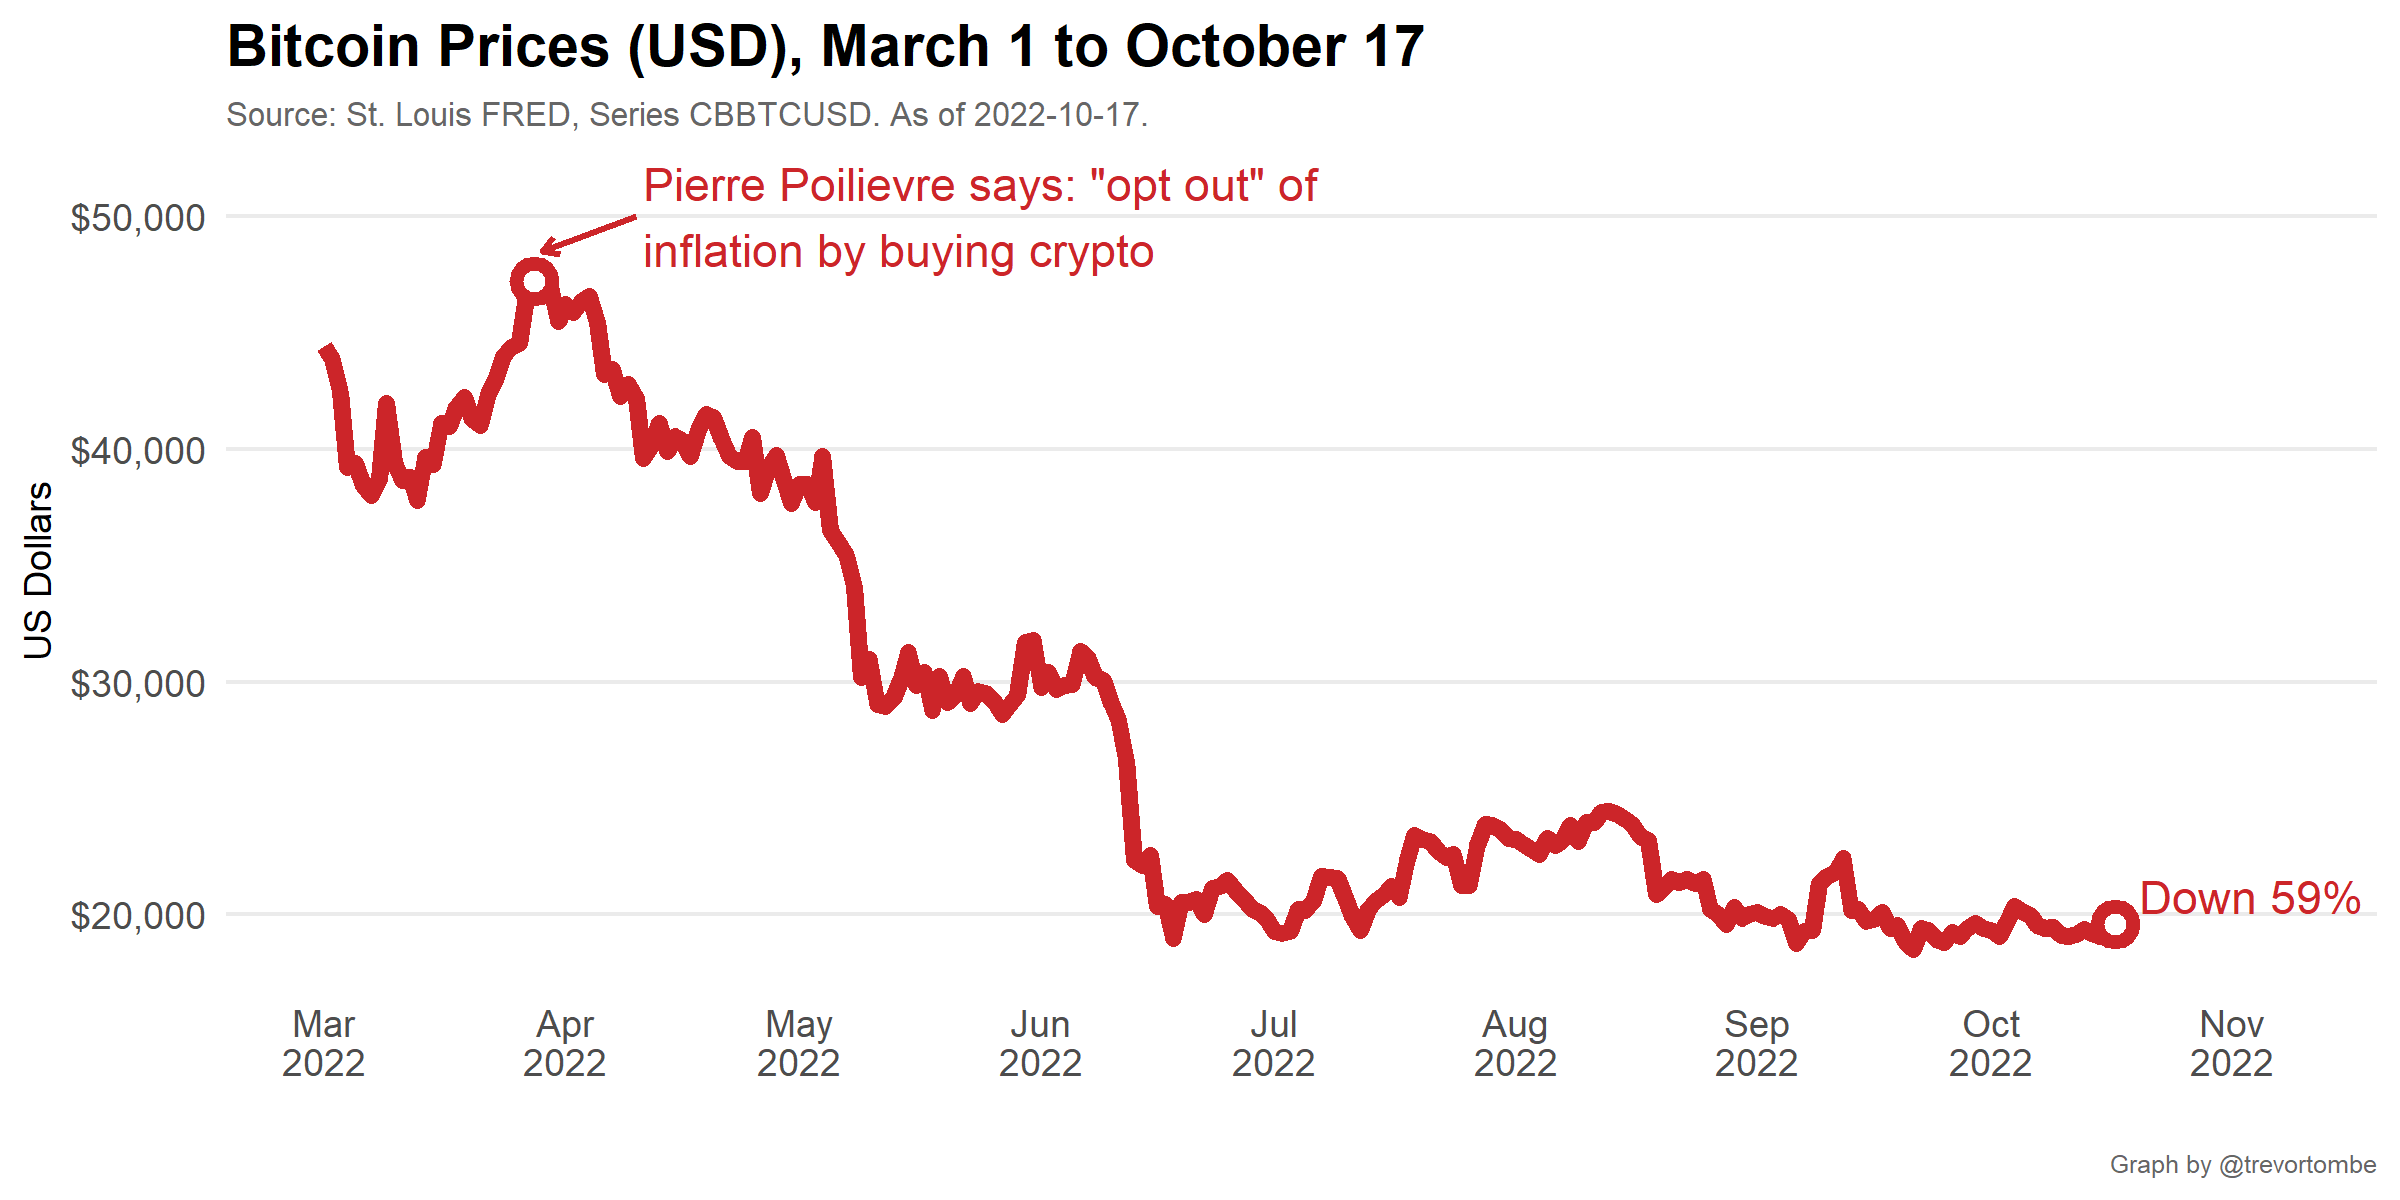 Bitcoin Prices (USD), March 1 to October 17
Source: St. Louis FRED, Series CBBTCUSD. As of 2022-10-17.
Pierre Poilievre says: "opt out" of
inflation by buying crypto
$50,000
$40,000
$30,000
$20,000
US Dollars
Down 59%
Mar 2022
Apr 2022
May 2022
Jun 2022
Jul 2022
Aug 2022
Sep 2022
Oct 2022
Nov 2022
Graph by @trevortombe